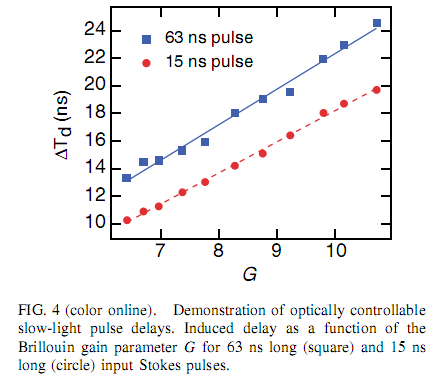 24
22
20
18
16
14
12
10
ΔTd (ns)
63 ns pulse
15 ns pulse
7 8 9 10
G
FIG. 4 (color online). Demonstration of optically controllable
slow-light pulse delays. Induced delay as a function of the
Brillouin gain parameter G for 63 ns long (square) and 15 ns
long (circle) input Stokes pulses.